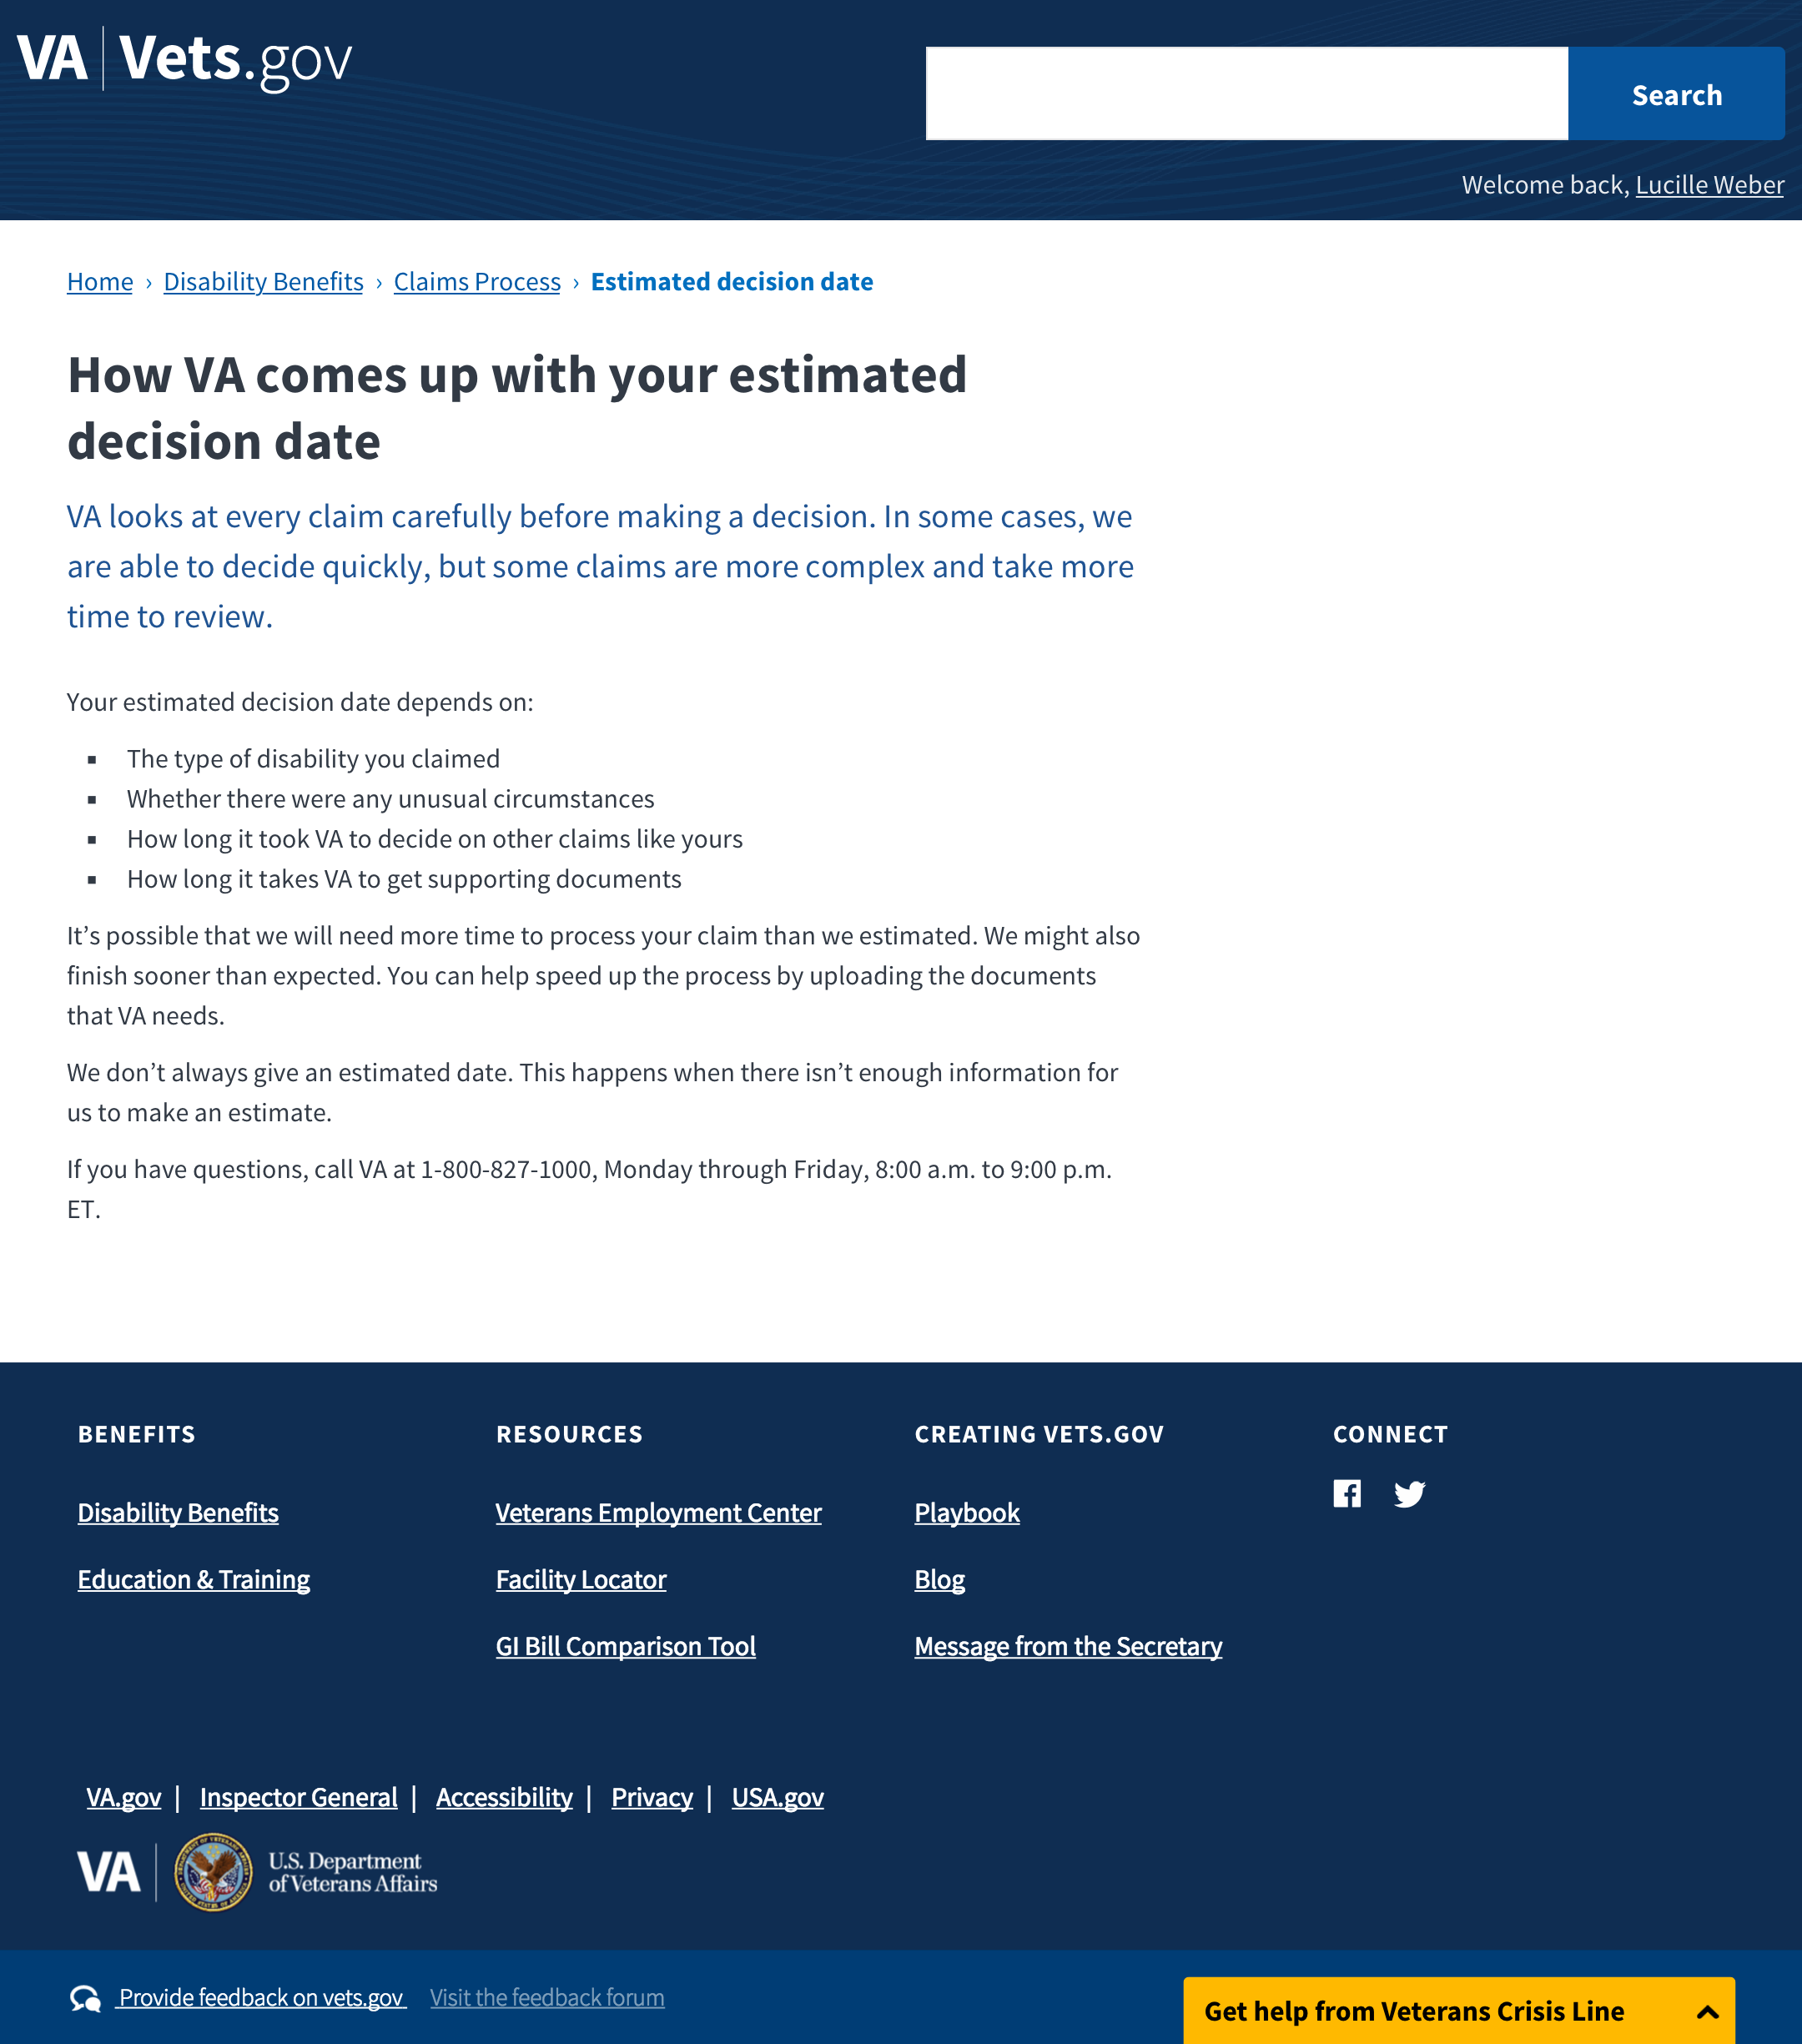 VA | Vets.gov
Search
Welcome back, Lucille Weber
Home › Disability Benefits › Claims Process › Estimated decision date
How VA comes up with your estimated
decision date
VA looks at every claim carefully before making a decision. In some cases, we
are able to decide quickly, but some claims are more complex and take more
time to review.
Your estimated decision date depends on:
▪ The type of disability you claimed
▪ Whether there were any unusual circumstances
▪ How long it took VA to decide on other claims like yours
▪ How long it takes VA to get supporting documents
It’s possible that we will need more time to process your claim than we estimated. We might also
finish sooner than expected. You can help speed up the process by uploading the documents
that VA needs.
We don’t always give an estimated date. This happens when there isn’t enough information for
us to make an estimate.
If you have questions, call VA at 1-800-827-1000, Monday through Friday, 8:00 a.m. to 9:00 p.m.
ET.
BENEFITS
Disability Benefits
Education & Training
RESOURCES
Veterans Employment Center
Facility Locator
GI Bill Comparison Tool
CREATING VETS.GOV
Playbook
Blog
Message from the Secretary
CONNECT
VA.gov | Inspector General | Accessibility | Privacy | USA.gov
VA
U.S. Department
of Veterans Affairs
Provide feedback on vets.gov Visit the feedback forum
Get help from Veterans Crisis Line